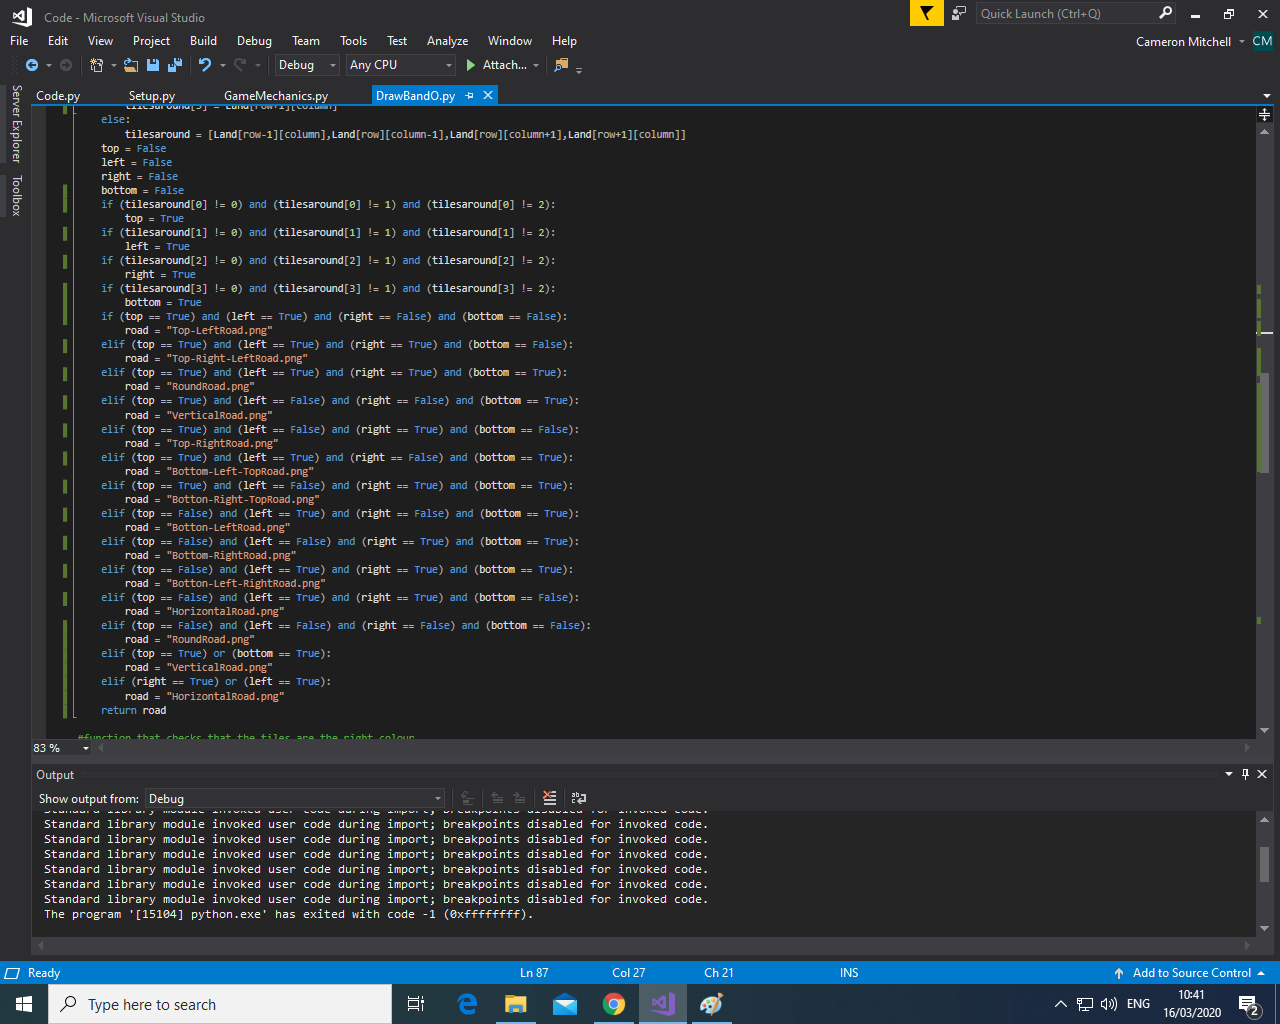 Code - Microsoft Visual Studio
Quick Launch (Ctrl+Q)
File Edit View Project Build Debug Team Tools Test Analyze Window Help
Cameron Mitchell CM
Debug Any CPU Attach...
Server Explorer
Toolbox
Code.py Setup.py GameMechanics.py DrawBandO.py
tilesaround[3] = Land[row+1][column]
else:
tilesaround = [Land[row-1][column],Land[row][column-1],Land[row][column+1],Land[row+1][column]]
top = False
left = False
right = False
bottom = False
if (tilesaround[0] != 0) and (tilesaround[0] != 1) and (tilesaround[0] != 2):
top = True
if (tilesaround[1] != 0) and (tilesaround[1] != 1) and (tilesaround[1] != 2):
left = True
if (tilesaround[2] != 0) and (tilesaround[2] != 1) and (tilesaround[2] != 2):
right = True
if (tilesaround[3] != 0) and (tilesaround[3] != 1) and (tilesaround[3] != 2):
bottom = True
if (top == True) and (left == True) and (right == False) and (bottom == False):
road = "Top-LeftRoad.png"
elif (top == True) and (left == True) and (right == True) and (bottom == False):
road = "Top-Right-LeftRoad.png"
elif (top == True) and (left == True) and (right == True) and (bottom == True):
road = "RoundRoad.png"
elif (top == True) and (left == False) and (right == False) and (bottom == True):
road = "VerticalRoad.png"
elif (top == True) and (left == False) and (right == True) and (bottom == False):
road = "Top-RightRoad.png"
elif (top == True) and (left == True) and (right == False) and (bottom == True):
road = "Bottom-Left-TopRoad.png"
elif (top == True) and (left == False) and (right == True) and (bottom == True):
road = "Botton-Right-TopRoad.png"
elif (top == False) and (left == True) and (right == False) and (bottom == True):
road = "Botton-LeftRoad.png"
elif (top == False) and (left == False) and (right == True) and (bottom == True):
road = "Bottom-RightRoad.png"
elif (top == False) and (left == True) and (right == True) and (bottom == True):
road = "Botton-Left-RightRoad.png"
elif (top == False) and (left == True) and (right == True) and (bottom == False):
road = "HorizontalRoad.png"
elif (top == False) and (left == False) and (right == False) and (bottom == False):
road = "RoundRoad.png"
elif (top == True) or (bottom == True):
road = "VerticalRoad.png"
elif (right == True) or (left == True):
road = "HorizontalRoad.png"
return road
#function that checks that the tiles are the right colour
83 %
Output
Show output from: Debug
Standard library module invoked user code during import; breakpoints disabled for invoked code.
Standard library module invoked user code during import; breakpoints disabled for invoked code.
Standard library module invoked user code during import; breakpoints disabled for invoked code.
Standard library module invoked user code during import; breakpoints disabled for invoked code.
Standard library module invoked user code during import; breakpoints disabled for invoked code.
Standard library module invoked user code during import; breakpoints disabled for invoked code.
Standard library module invoked user code during import; breakpoints disabled for invoked code.
The program '[15104] python.exe' has exited with code -1 (0xffffffff).
Ready Ln 87 Col 27 Ch 21 INS Add to Source Control
Type here to search
ENG
10:41
16/03/2020
2